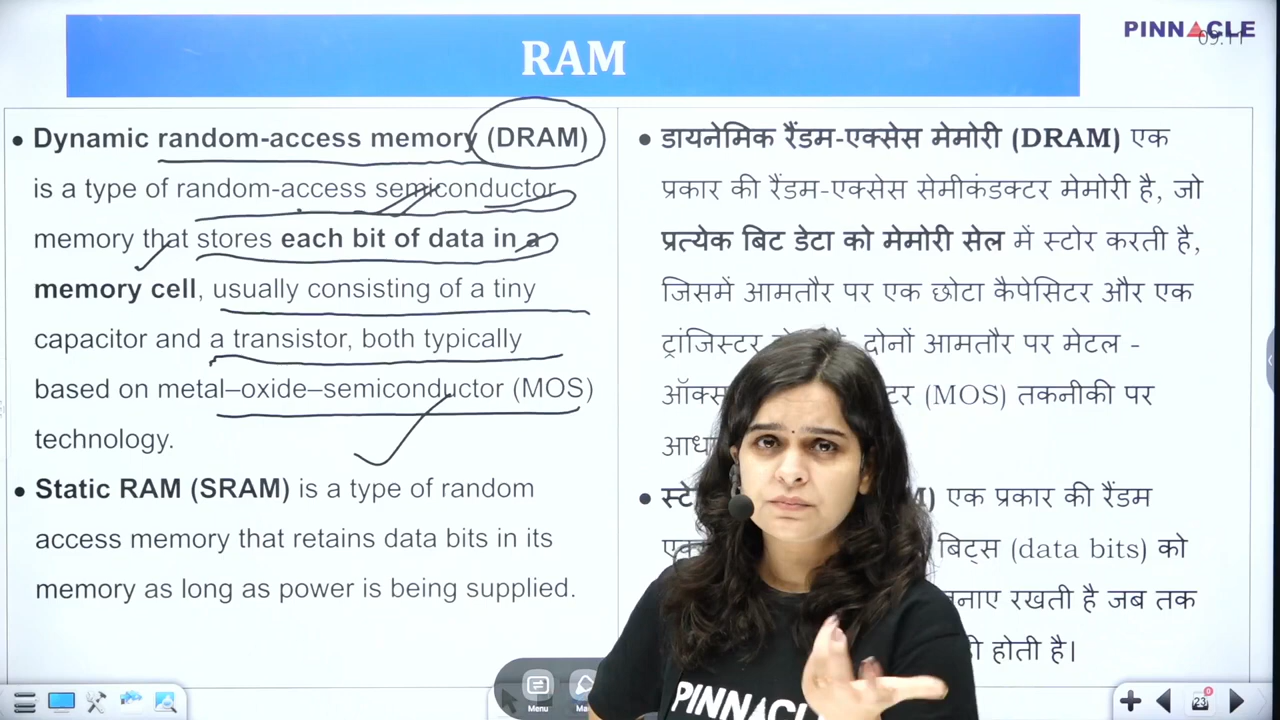 RAM
PINNACLE
09:11
• Dynamic random-access memory (DRAM)
is a type of random-access semiconductor
memory that stores each bit of data in a
memory cell, usually consisting of a tiny
capacitor and a transistor, both typically
based on metal–oxide–semiconductor (MOS)
technology.
• Static RAM (SRAM) is a type of random
access memory that retains data bits in its
memory as long as power is being supplied.
• डायनेमिक रैंडम-एक्सेस मेमोरी (DRAM) एक
प्रकार की रैंडम-एक्सेस सेमीकंडक्टर मेमोरी है, जो
प्रत्येक बिट डेटा को मेमोरी सेल में स्टोर करती है,
जिसमें आमतौर पर एक छोटा कैपेसिटर और एक
ट्रांजिस्टर दोनों आमतौर पर मेटल -
(MOS) तकनीकी पर
• एक प्रकार की रैंडम
बिट्स (data bits) को
रखती है जब तक
होती है।
PINNACLE
Menu
23
0